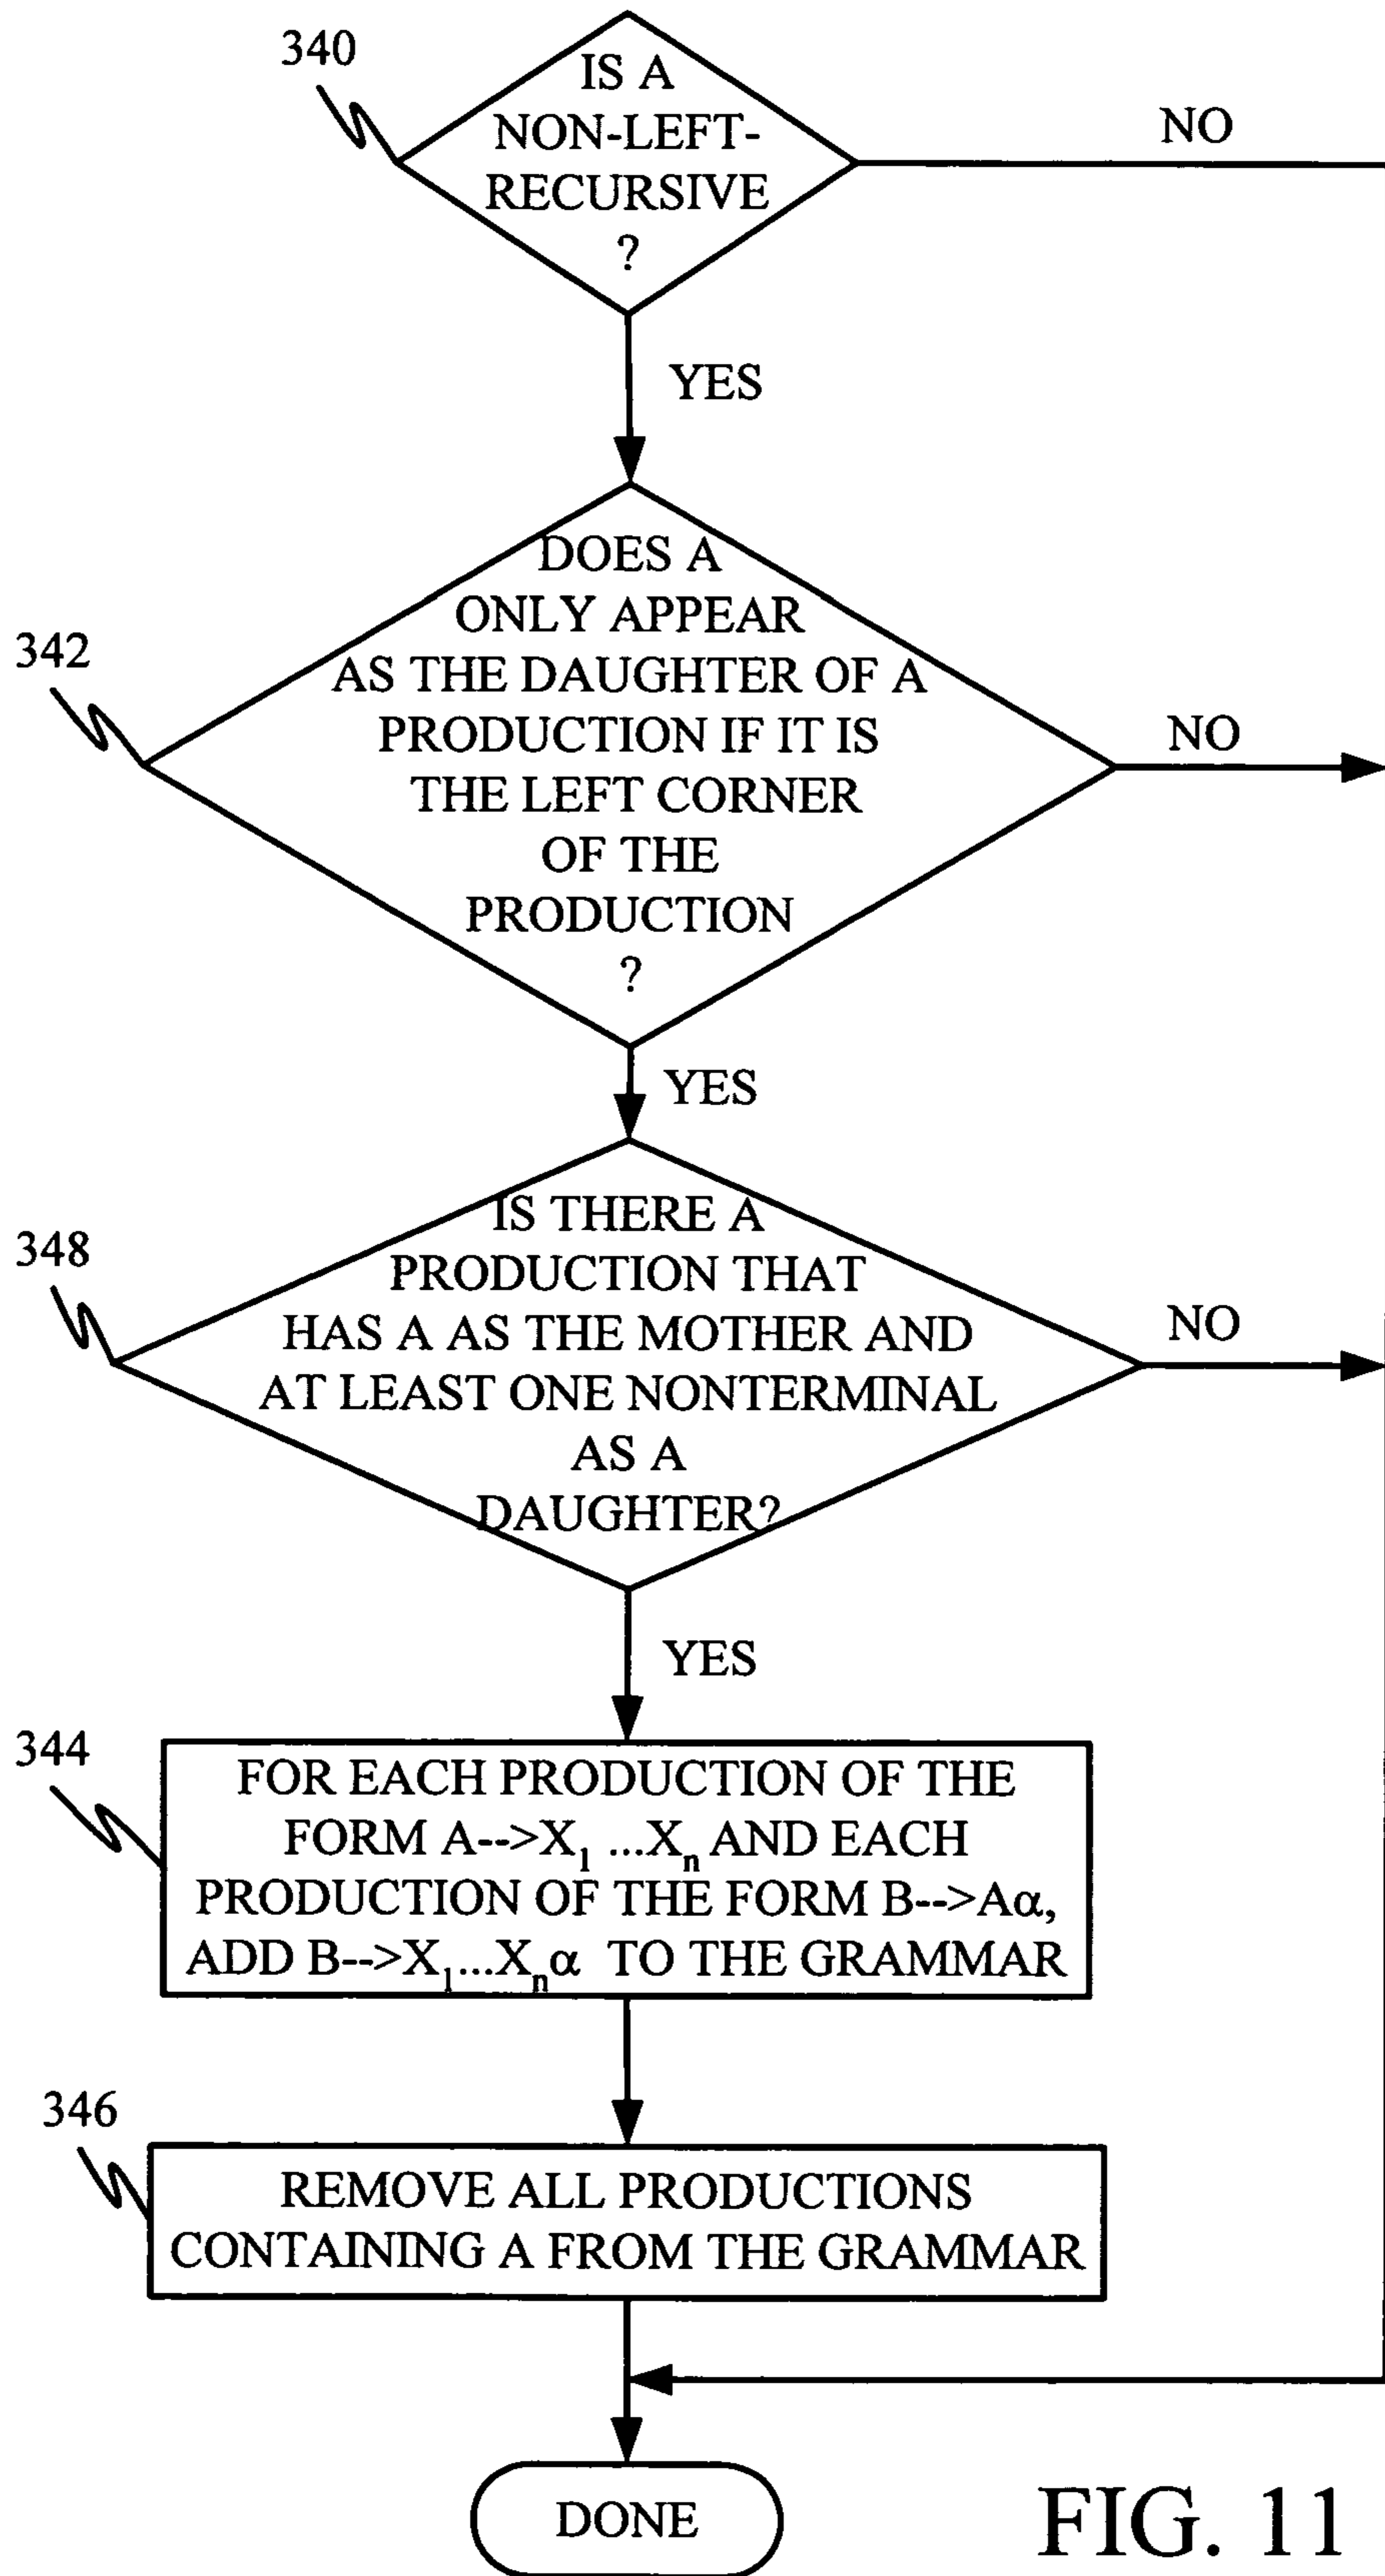 340
IS A
NON-LEFT-
RECURSIVE
?
NO
YES
342
DOES A
ONLY APPEAR
AS THE DAUGHTER OF A
PRODUCTION IF IT IS
THE LEFT CORNER
OF THE
PRODUCTION
?
NO
YES
348
IS THERE A
PRODUCTION THAT
HAS A AS THE MOTHER AND
AT LEAST ONE NONTERMINAL
AS A
DAUGHTER?
NO
YES
344
FOR EACH PRODUCTION OF THE
FORM A-->X₁ ...Xₙ AND EACH
PRODUCTION OF THE FORM B-->Aα,
ADD B-->X₁...Xₙα TO THE GRAMMAR
346
REMOVE ALL PRODUCTIONS
CONTAINING A FROM THE GRAMMAR
DONE
FIG. 11